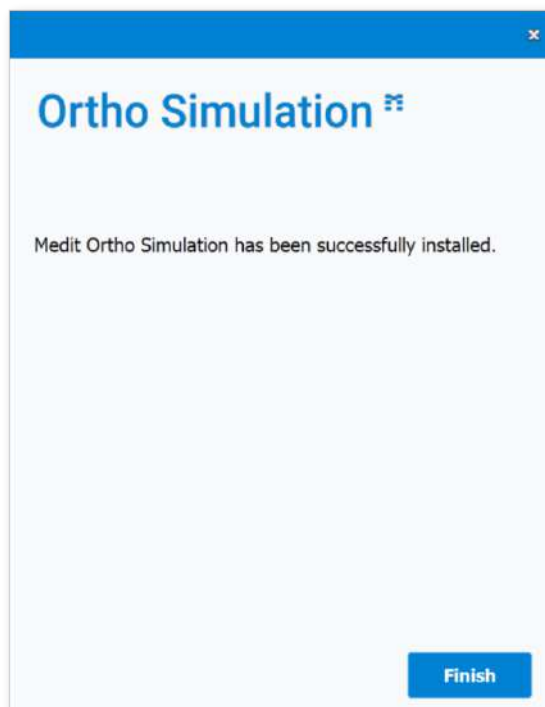 Ortho Simulation
Medit Ortho Simulation has been successfully installed.
Finish